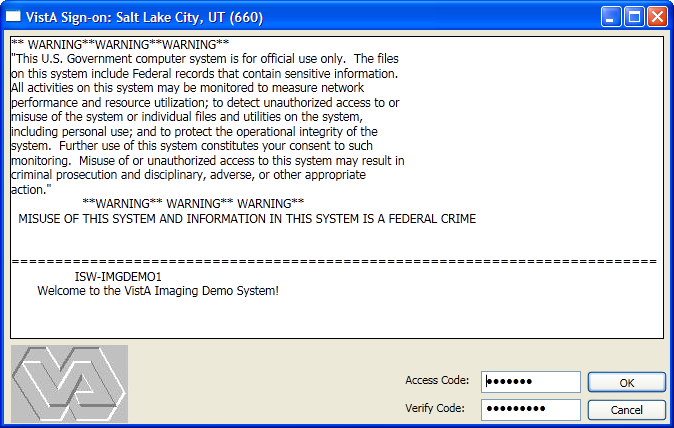 VistA Sign-on: Salt Lake City, UT (660)
** WARNING**WARNING**WARNING**
"This U.S. Government computer system is for official use only.  The files
on this system include Federal records that contain sensitive information.
All activities on this system may be monitored to measure network
performance and resource utilization; to detect unauthorized access to or
misuse of the system or individual files and utilities on the system,
including personal use; and to protect the operational integrity of the
system.  Further use of this system constitutes your consent to such
monitoring.  Misuse of or unauthorized access to this system may result in
criminal prosecution and disciplinary, adverse, or other appropriate
action."
**WARNING** WARNING** WARNING**
MISUSE OF THIS SYSTEM AND INFORMATION IN THIS SYSTEM IS A FEDERAL CRIME
=========================================================================
ISW-IMGDEMO1
Welcome to the VistA Imaging Demo System!
VA
Access Code: ●●●●●●● OK
Verify Code: ●●●●●●●●● Cancel